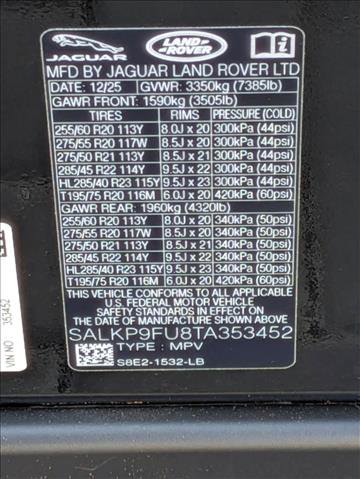 JAGUAR
LAND
ROVER
MFD BY JAGUAR LAND ROVER LTD
DATE: 12/25 GVWR: 3350kg (7385lb)
GAWR FRONT: 1590kg (3505lb)
TIRES RIMS PRESSURE (COLD)
255/60 R20 113Y 8.0J x 20 300kPa (44psi)
275/55 R20 117W 8.5J x 20 300kPa (44psi)
275/50 R21 113Y 8.5J x 21 300kPa (44psi)
285/45 R22 114Y 9.5J x 22 300kPa (44psi)
HL285/40 R23 115Y 9.5J x 23 300kPa (44psi)
T195/75 R20 116M 6.0J x 20 420kPa (60psi)
GAWR REAR: 1960kg (4320lb)
255/60 R20 113Y 8.0J x 20 340kPa (50psi)
275/55 R20 117W 8.5J x 20 340kPa (50psi)
275/50 R21 113Y 8.5J x 21 340kPa (50psi)
285/45 R22 114Y 9.5J x 22 340kPa (50psi)
HL285/40 R23 115Y 9.5J x 23 340kPa (50psi)
T195/75 R20 116M 6.0J x 20 420kPa (60psi)
THIS VEHICLE CONFORMS TO ALL
APPLICABLE U.S. FEDERAL MOTOR VEHICLE
SAFETY STANDARDS IN EFFECT ON THE
DATE OF MANUFACTURE SHOWN ABOVE.
SALKP9FU8TA353452
TYPE: MPV
S8E2-1532-LB
VIN NO 353452